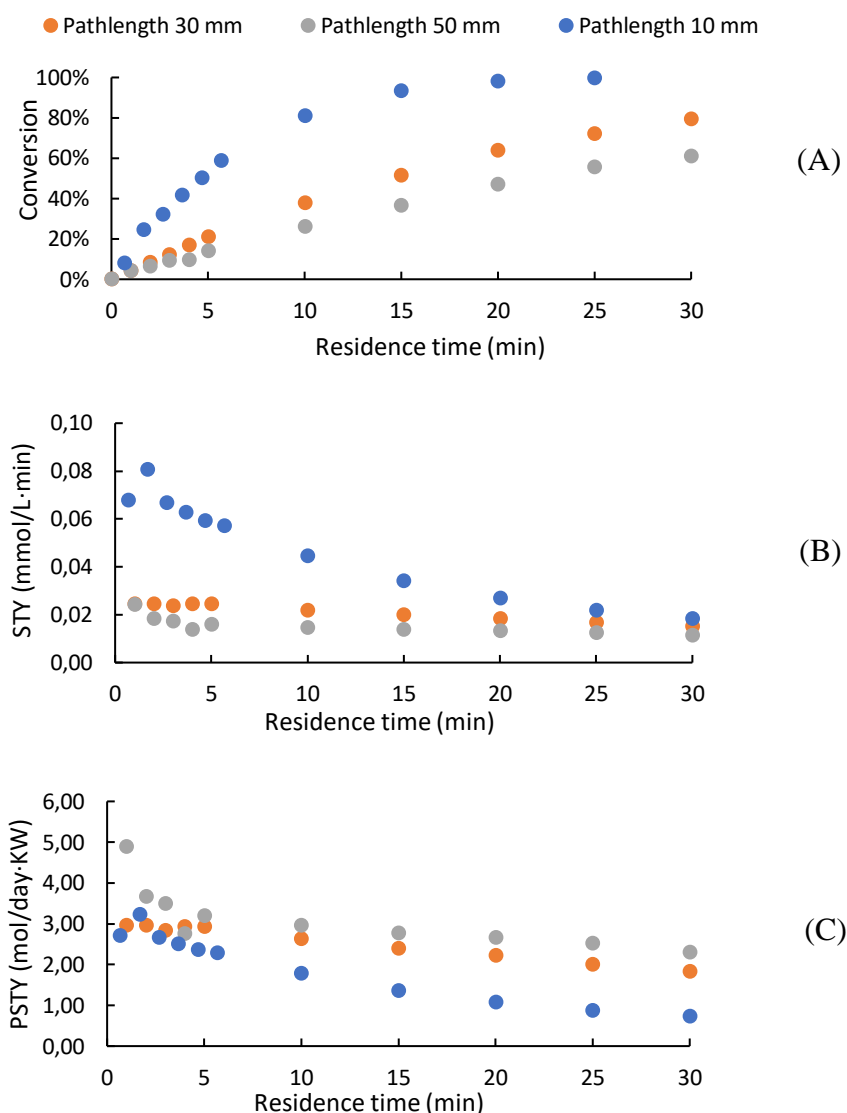 Pathlength 30 mm Pathlength 50 mm Pathlength 10 mm
100%
80%
60%
40%
20%
0%
Conversion
0 5 10 15 20 25 30
Residence time (min)
(A)
0,10
0,08
0,06
0,04
0,02
0,00
STY (mmol/L·min)
0 5 10 15 20 25 30
Residence time (min)
(B)
6,00
5,00
4,00
3,00
2,00
1,00
0,00
PSTY (mol/day·KW)
0 5 10 15 20 25 30
Residence time (min)
(C)